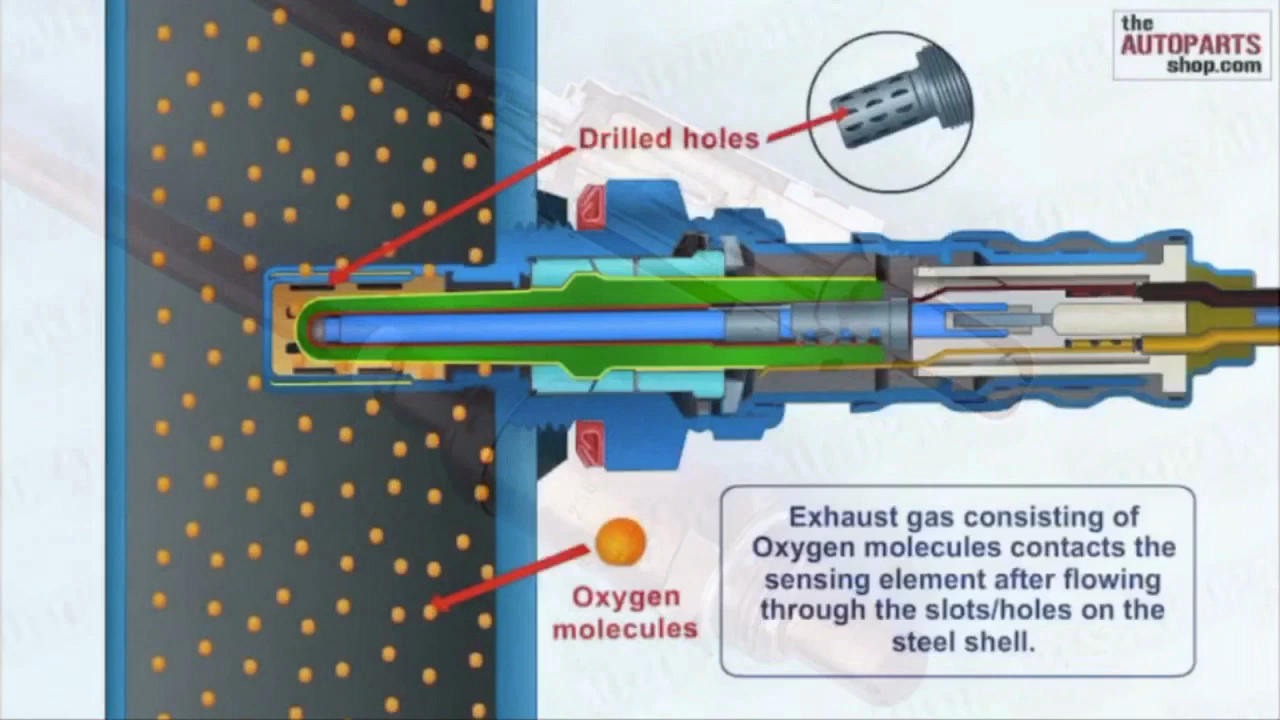 the
AUTOPARTS
shop.com
Drilled holes
Exhaust gas consisting of
Oxygen molecules contacts the
sensing element after flowing
through the slots/holes on the
steel shell.
Oxygen
molecules